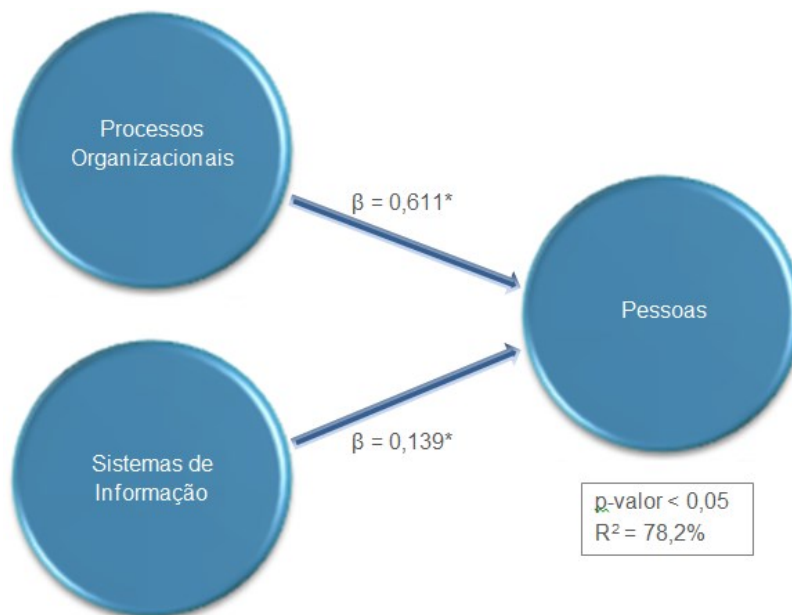 Processos
Organizacionais
β = 0,611*
Pessoas
β = 0,139*
Sistemas de
Informação
p-valor < 0,05
R² = 78,2%